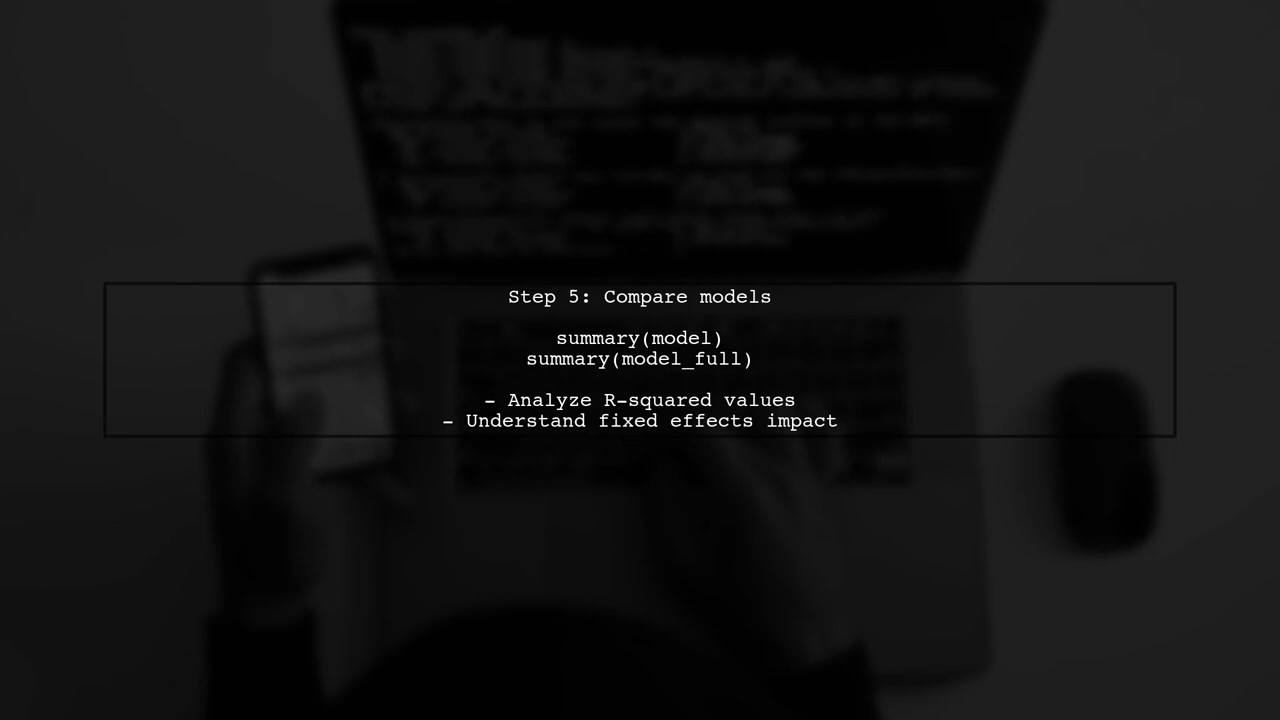 Step 5: Compare models
summary(model)
summary(model_full)
- Analyze R-squared values
- Understand fixed effects impact